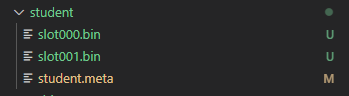 student
slot000.bin U
slot001.bin U
student.meta M